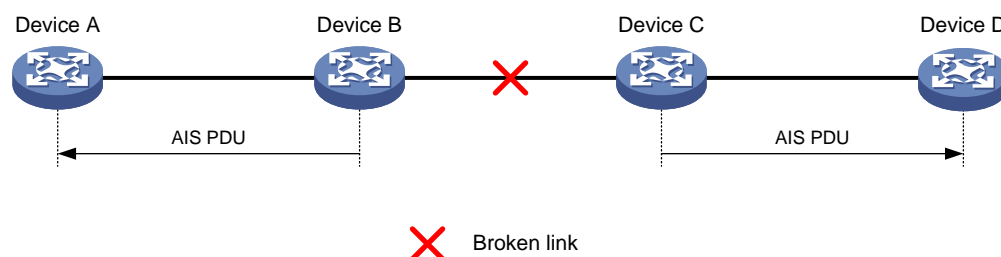 Device A
Device B
Device C
Device D
AIS PDU
AIS PDU
Broken link